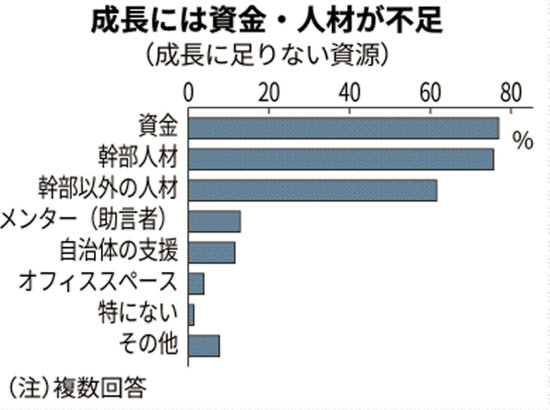 成長には資金・人材が不足
（成長に足りない資源）
0 20 40 60 80
%
資金
幹部人材
幹部以外の人材
メンター（助言者）
自治体の支援
オフィススペース
特にない
その他
（注）複数回答